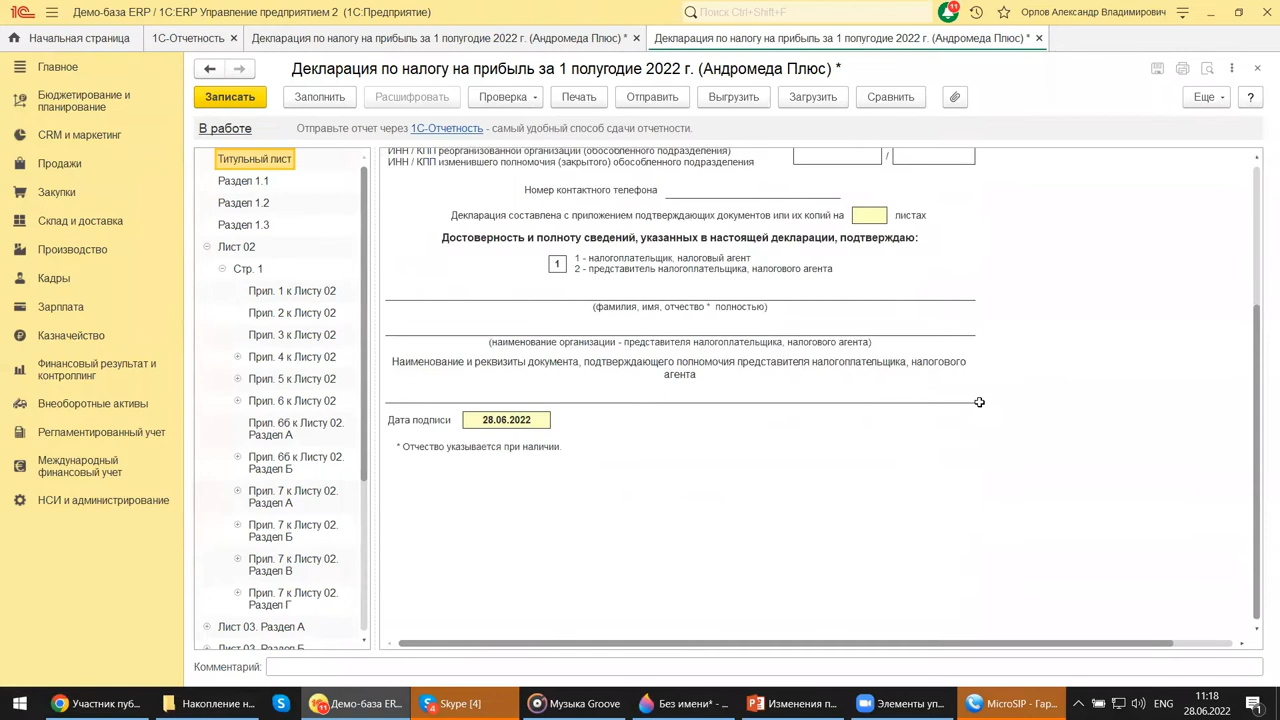 Демо-база ERP / 1С:ERP Управление предприятием 2 (1С:Предприятие)
Поиск Ctrl+Shift+F
11
Орлов Александр Владимирович
Начальная страница
1С-Отчетность
Декларация по налогу на прибыль за 1 полугодие 2022 г. (Андромеда Плюс) *
Декларация по налогу на прибыль за 1 полугодие 2022 г. (Андромеда Плюс) *
Главное
Бюджетирование и
планирование
CRM и маркетинг
Продажи
Закупки
Склад и доставка
Производство
Кадры
Зарплата
Казначейство
Финансовый результат и
контроллинг
Внеоборотные активы
Регламентированный учет
Международный
финансовый учет
НСИ и администрирование
Декларация по налогу на прибыль за 1 полугодие 2022 г. (Андромеда Плюс) *
Записать
Заполнить
Расшифровать
Проверка
Печать
Отправить
Выгрузить
Загрузить
Сравнить
Еще
?
В работе
Отправьте отчет через 1С-Отчетность - самый удобный способ сдачи отчетности.
Титульный лист
Раздел 1.1
Раздел 1.2
Раздел 1.3
Лист 02
Стр. 1
Прил. 1 к Листу 02
Прил. 2 к Листу 02
Прил. 3 к Листу 02
Прил. 4 к Листу 02
Прил. 5 к Листу 02
Прил. 6 к Листу 02
Прил. 6б к Листу 02.
Раздел А
Прил. 6б к Листу 02.
Раздел Б
Прил. 7 к Листу 02.
Раздел А
Прил. 7 к Листу 02.
Раздел Б
Прил. 7 к Листу 02.
Раздел В
Прил. 7 к Листу 02.
Раздел Г
Лист 03. Раздел А
Лист 03. Раздел Б
ИНН / КПП реорганизованной организации (обособленного подразделения)
ИНН / КПП изменившего полномочия (закрытого) обособленного подразделения
/
Номер контактного телефона
Декларация составлена с приложением подтверждающих документов или их копий на листах
Достоверность и полноту сведений, указанных в настоящей декларации, подтверждаю:
1
1 - налогоплательщик, налоговый агент
2 - представитель налогоплательщика, налогового агента
(фамилия, имя, отчество * полностью)
(наименование организации - представителя налогоплательщика, налогового агента)
Наименование и реквизиты документа, подтверждающего полномочия представителя налогоплательщика, налогового
агента
Дата подписи 28.06.2022
* Отчество указывается при наличии.
Комментарий:
Участник пуб...
Накопление н...
Демо-база ER...
11
Skype [4]
4
Музыка Groove
Без имени* - ...
Изменения п...
Элементы уп...
MicroSIP - Гар...
ENG
11:18
28.06.2022
1